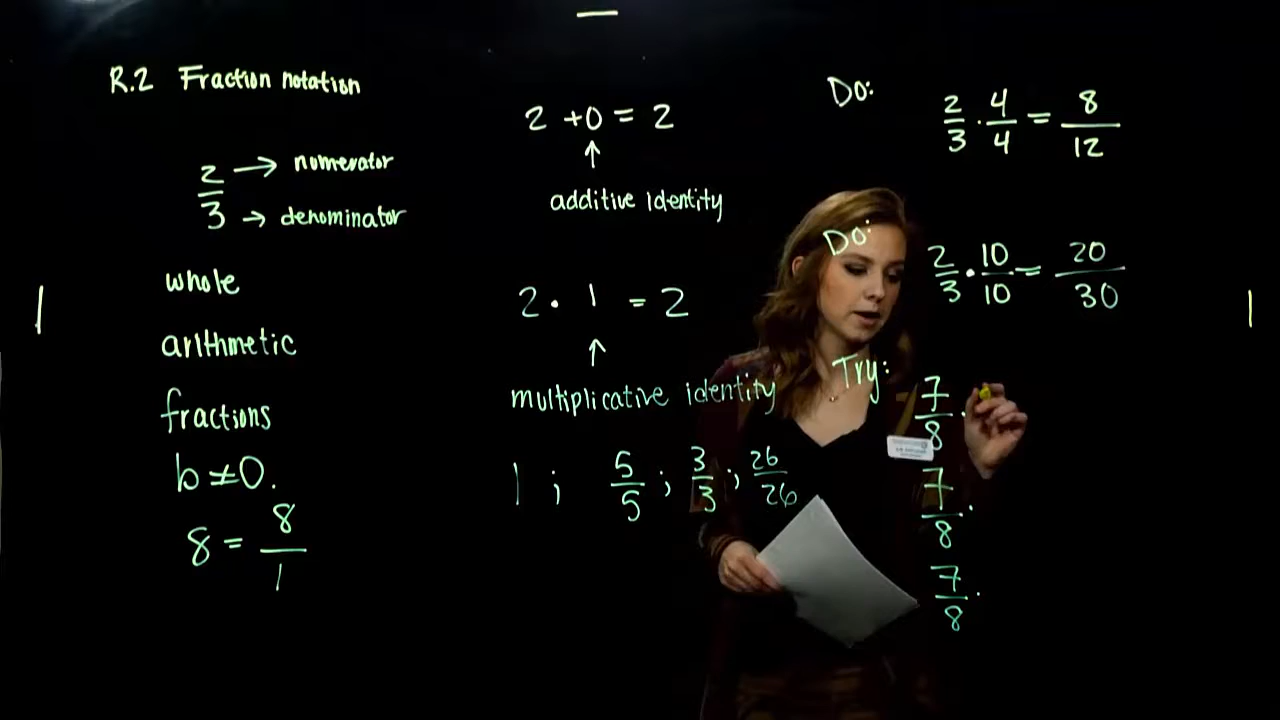 R.2 Fraction notation
2/3 → nomerator
→ denominator
whole
arithmetic
fractions
b ≠ 0.
8 = 8/1
2 + 0 = 2
↑
additive identity
2 · 1 = 2
↑
multiplicative identity
1 ; 5/5 ; 3/3 ; 26/26
Do: 2/3 · 4/4 = 8/12
Do: 2/3 · 10/10 = 20/30
Try: 7/8 ·
7/8 ·
7/8 ·